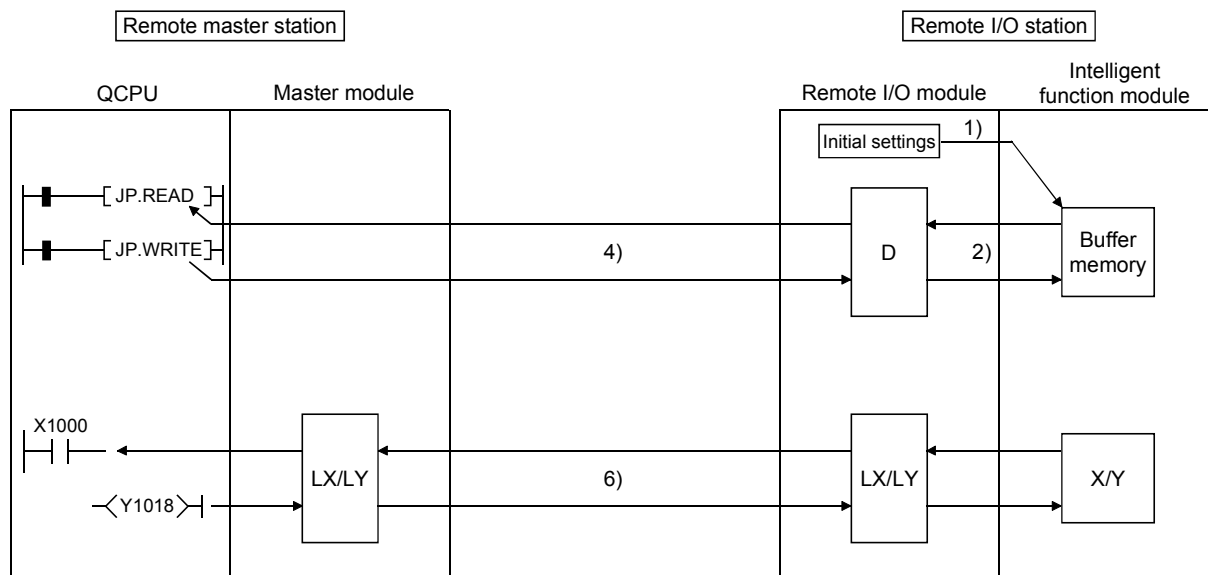 Remote master station
Remote I/O station
QCPU
Master module
Remote I/O module
Intelligent
function module
Initial settings
1)
JP.READ
JP.WRITE
4)
D
2)
Buffer
memory
X1000
Y1018
LX/LY
6)
LX/LY
X/Y